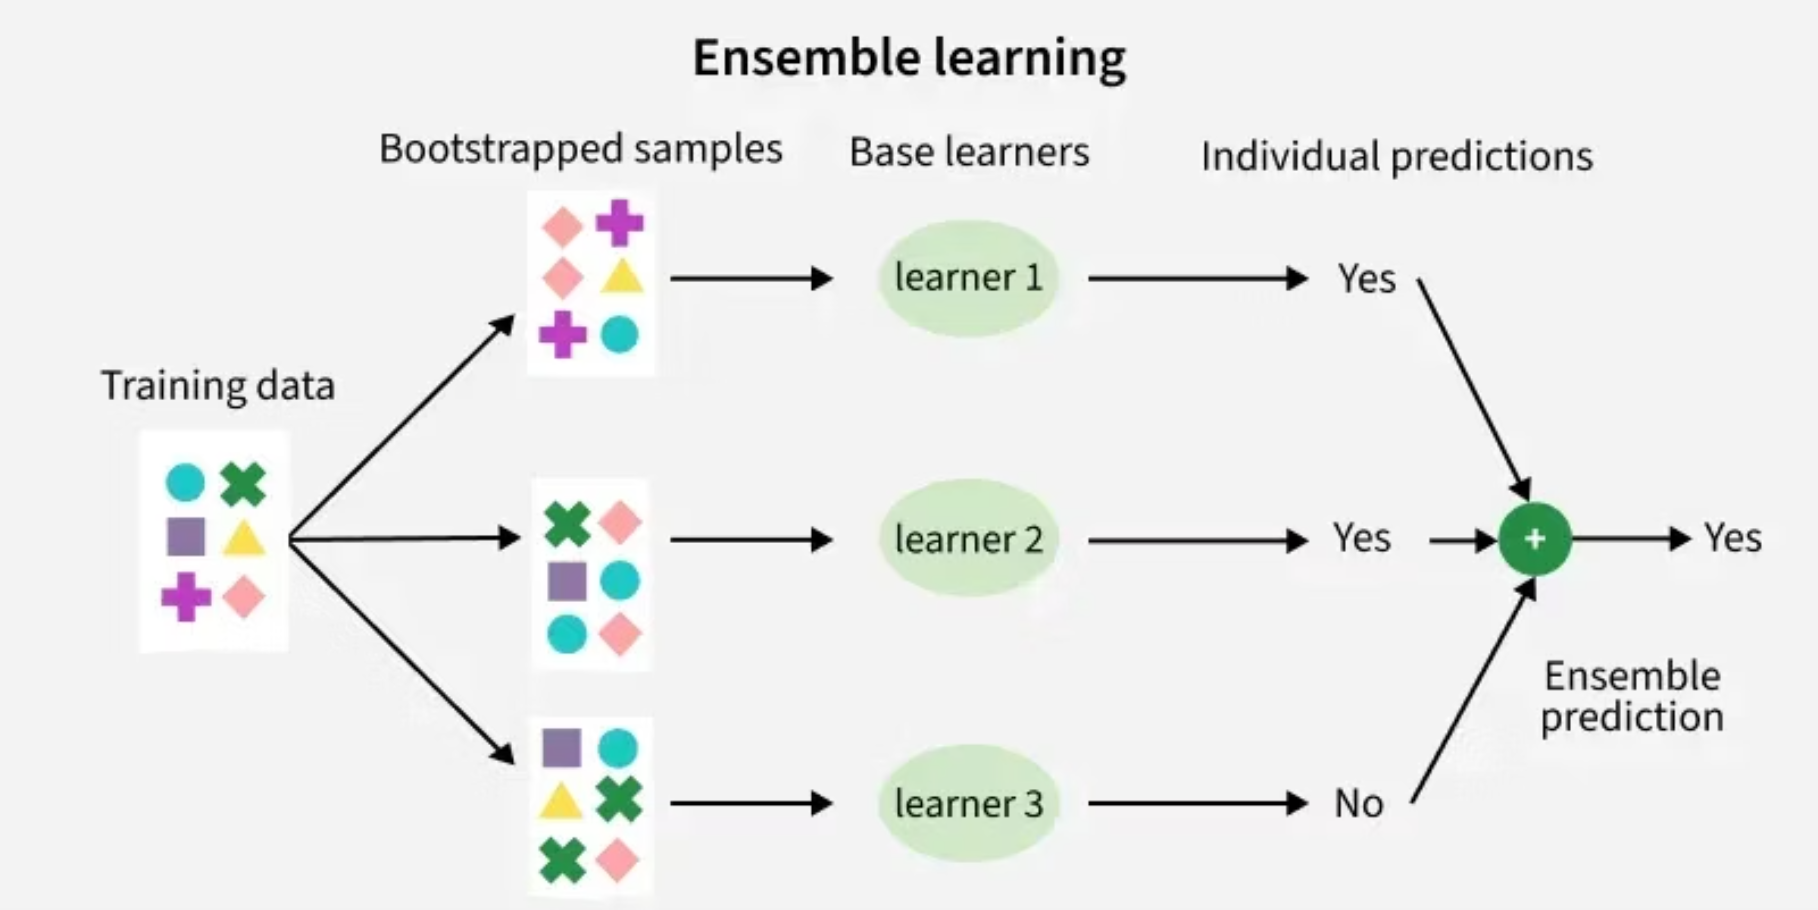 Ensemble learning
Bootstrapped samples
Base learners
Individual predictions
Training data
learner 1
Yes
learner 2
Yes
+
Yes
learner 3
No
Ensemble
prediction